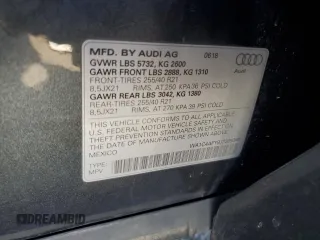 MFD. BY AUDI AG 08.18
GVWR LBS 5732, KG 2600
GAWR FRONT LBS 2888, KG 1310
FRONT-TIRES 255/40 R21
8,5JX21 RIMS, AT 250 KPA 36 PSI COLD
GAWR REAR LBS 3042, KG 1380
REAR-TIRES 255/40 R21
8,5JX21 RIMS, AT 270 KPA 39 PSI COLD
Audi
THIS VEHICLE CONFORMS TO ALL APPLICABLE
U.S. FEDERAL MOTOR VEHICLE SAFETY
AND THEFT PREVENTION STANDARDS IN EFFECT ON
THE DATE OF MANUFACTURE SHOWN ABOVE
MEXICO
TYPE:
MPV
DREAMBID